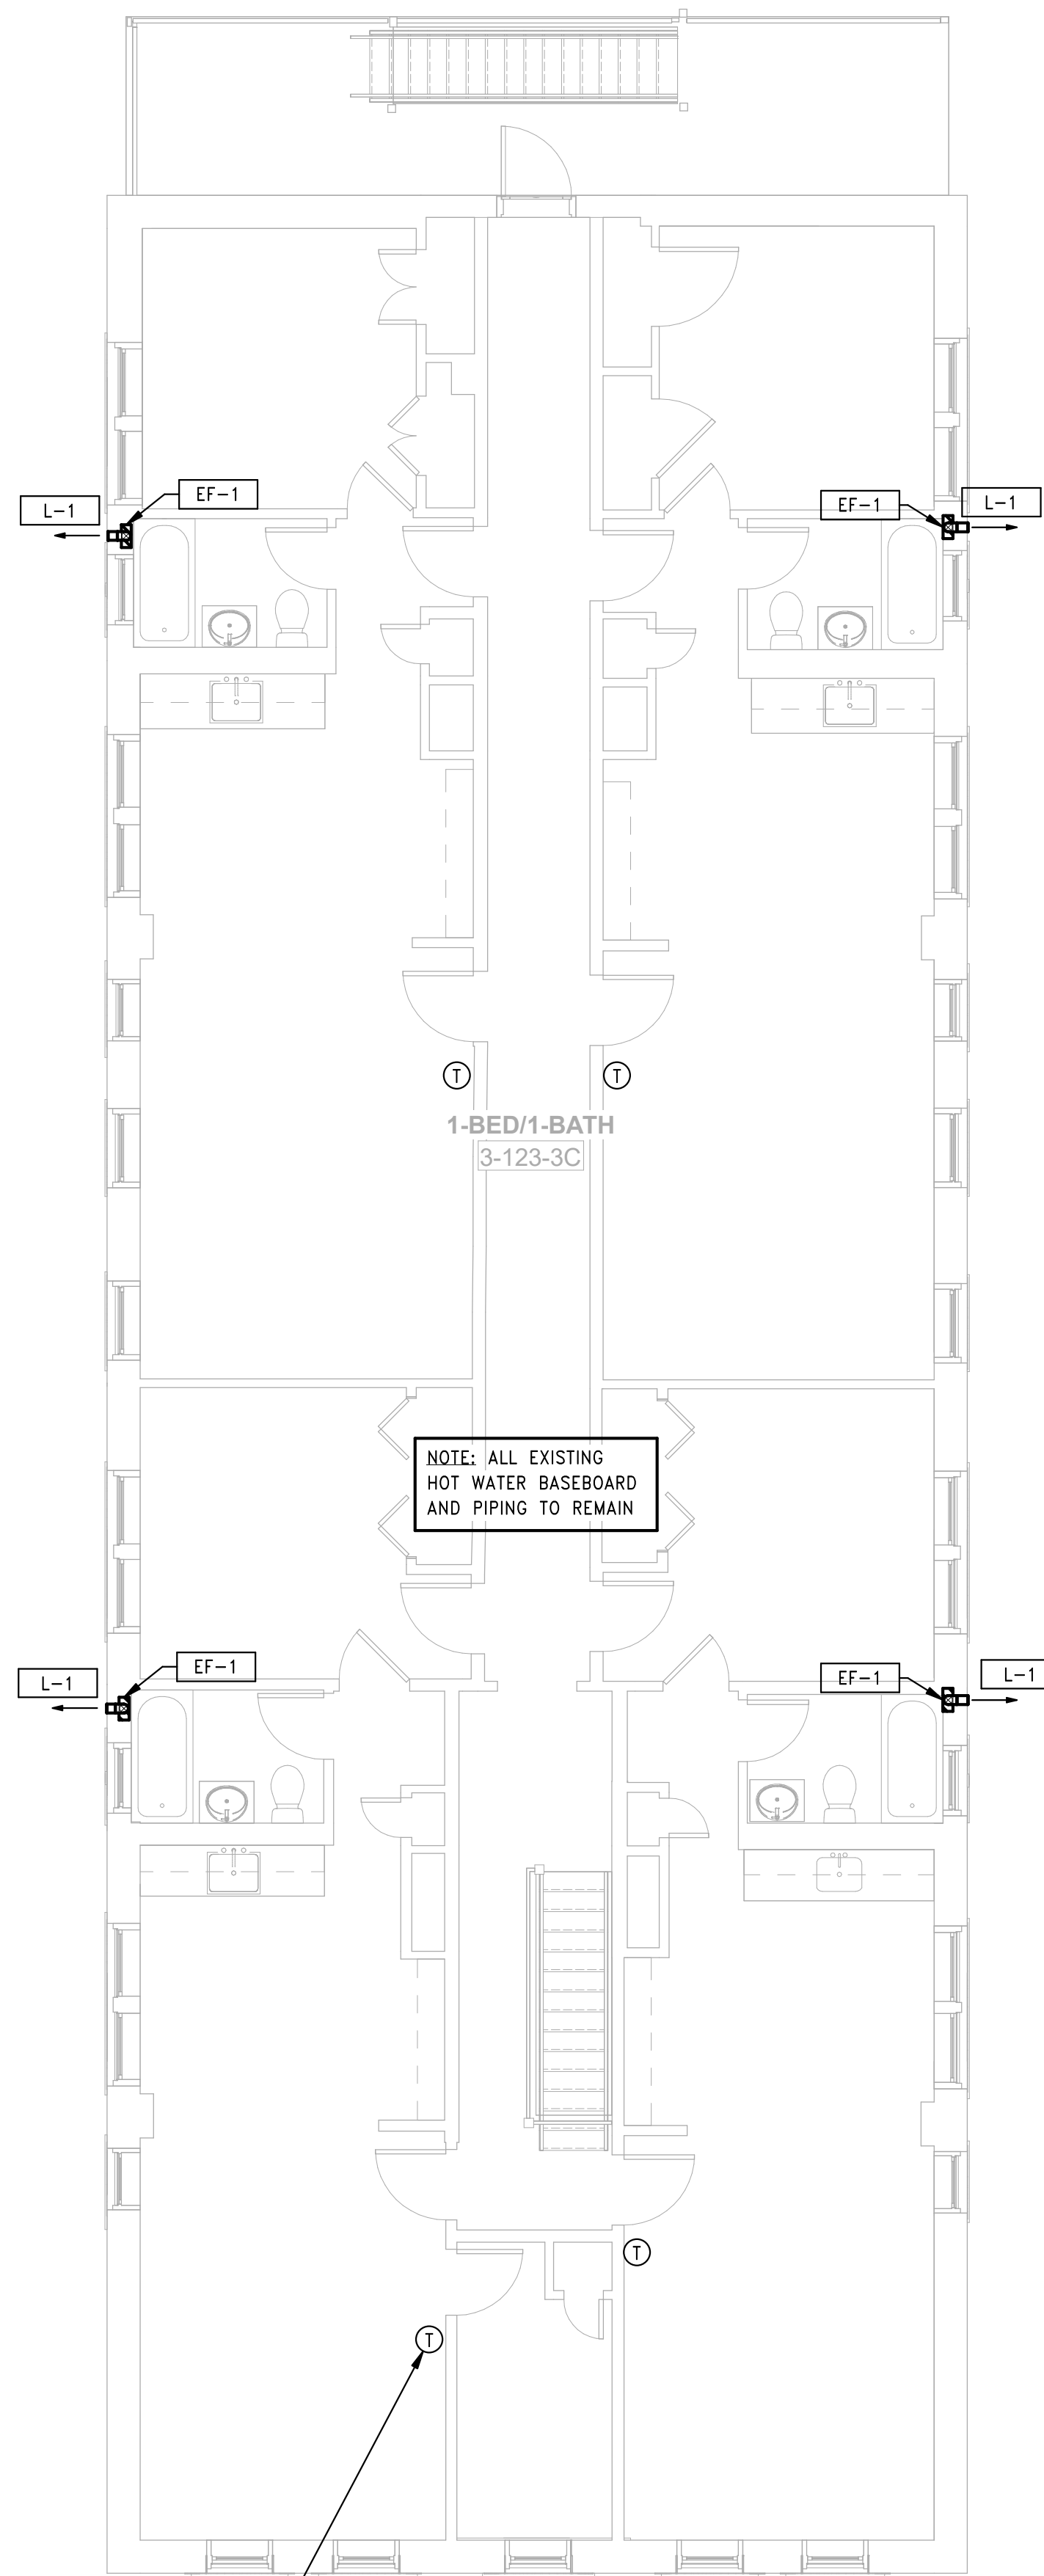 EF-1
L-1
L-1
EF-1
T
T
1-BED/1-BATH
3-123-3C
NOTE: ALL EXISTING
HOT WATER BASEBOARD
AND PIPING TO REMAIN
EF-1
L-1
EF-1
L-1
T
T